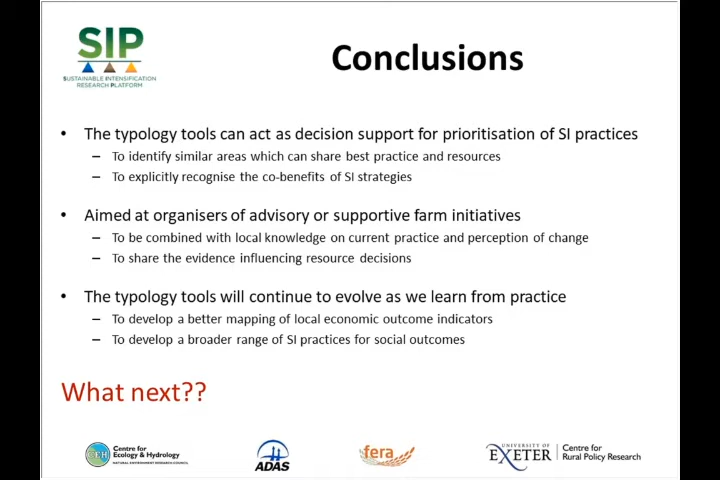 SIP
SUSTAINABLE INTENSIFICATION
RESEARCH PLATFORM
Conclusions
• The typology tools can act as decision support for prioritisation of SI practices
– To identify similar areas which can share best practice and resources
– To explicitly recognise the co-benefits of SI strategies
• Aimed at organisers of advisory or supportive farm initiatives
– To be combined with local knowledge on current practice and perception of change
– To share the evidence influencing resource decisions
• The typology tools will continue to evolve as we learn from practice
– To develop a better mapping of local economic outcome indicators
– To develop a broader range of SI practices for social outcomes
What next??
CEH
Centre for
Ecology & Hydrology
NATURAL ENVIRONMENT RESEARCH COUNCIL
ADAS
fera
UNIVERSITY OF
EXETER
Centre for
Rural Policy Research